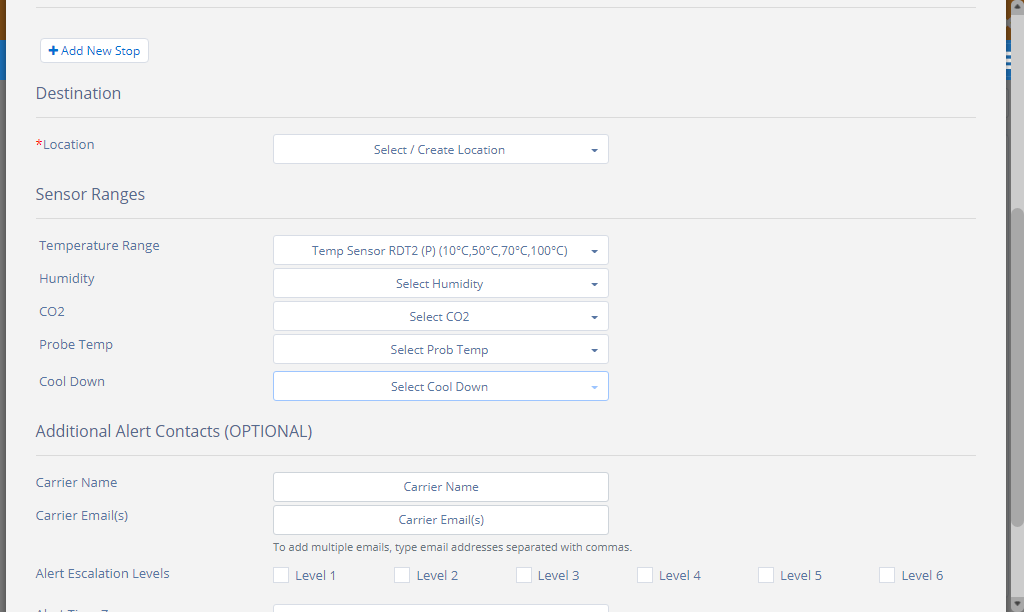 Add New Stop
Destination
*Location
Select / Create Location
Sensor Ranges
Temperature Range
Temp Sensor RDT2 (P) (10°C,50°C,70°C,100°C)
Humidity
Select Humidity
CO2
Select CO2
Probe Temp
Select Prob Temp
Cool Down
Select Cool Down
Additional Alert Contacts (OPTIONAL)
Carrier Name
Carrier Name
Carrier Email(s)
Carrier Email(s)
To add multiple emails, type email addresses separated with commas.
Alert Escalation Levels
Level 1
Level 2
Level 3
Level 4
Level 5
Level 6